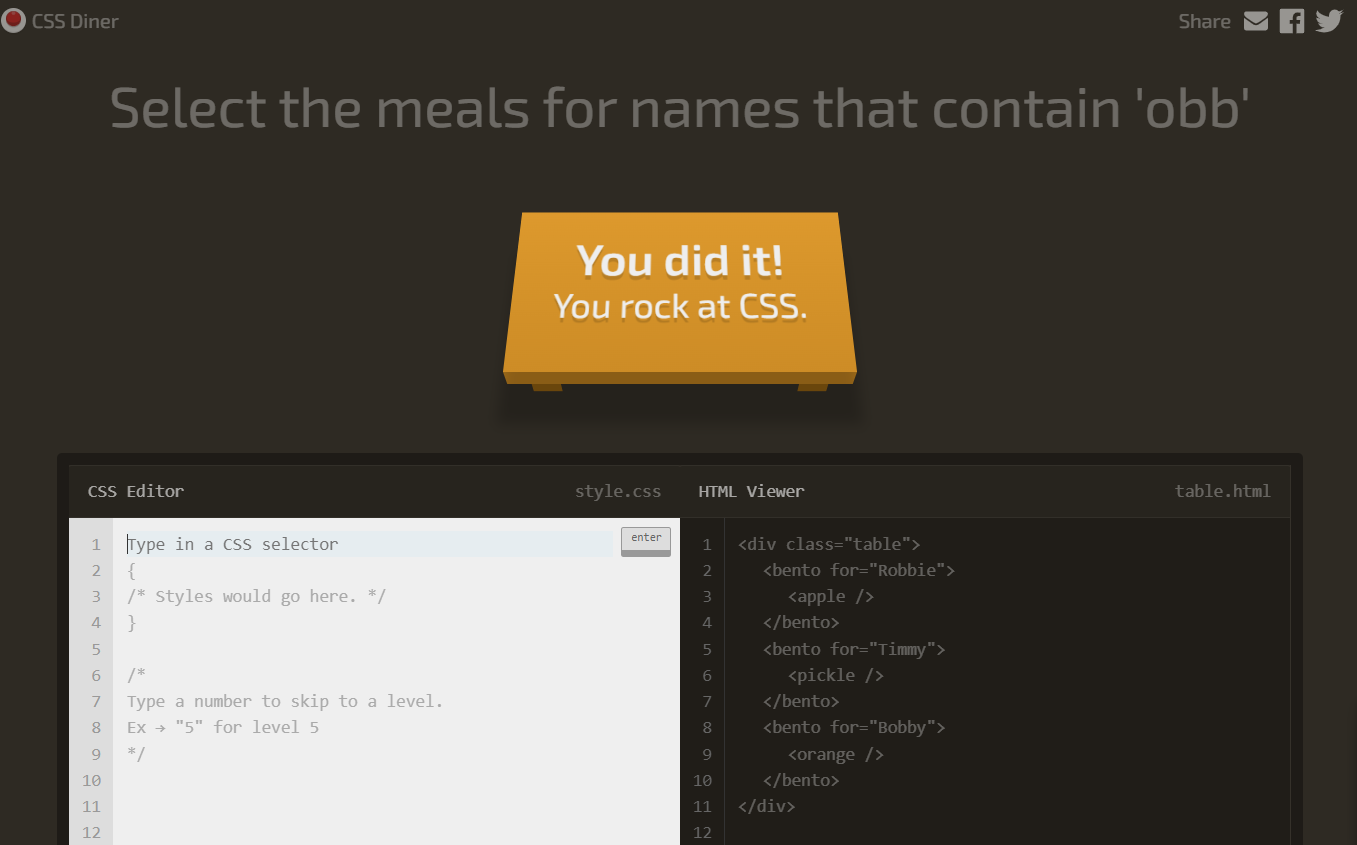 CSS Diner
Share
Select the meals for names that contain 'obb'
You did it!
You rock at CSS.
CSS Editor
style.css
HTML Viewer
table.html
1 Type in a CSS selector
enter
2 {
3 /* Styles would go here. */
4 }
5
6 /*
7 Type a number to skip to a level.
8 Ex → "5" for level 5
9 */
10
11
12
1 <div class="table">
2 <bento for="Robbie">
3 <apple />
4 </bento>
5 <bento for="Timmy">
6 <pickle />
7 </bento>
8 <bento for="Bobby">
9 <orange />
10 </bento>
11 </div>
12